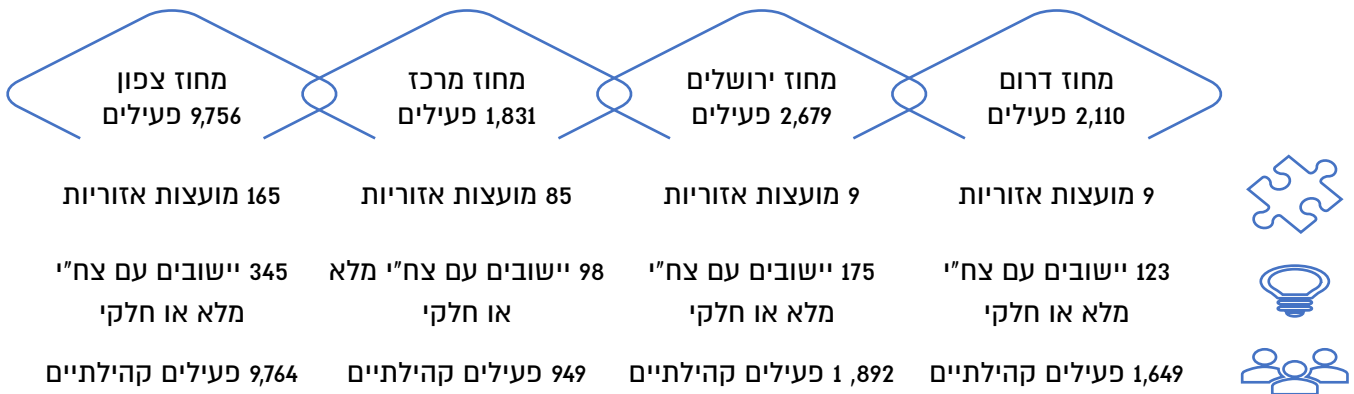 מחוז דרום
2,110 פעילים
מחוז ירושלים
2,679 פעילים
מחוז מרכז
1,831 פעילים
מחוז צפון
9,756 פעילים
9 מועצות אזוריות
9 מועצות אזוריות
85 מועצות אזוריות
165 מועצות אזוריות
123 יישובים עם צח"י
מלא או חלקי
175 יישובים עם צח"י
מלא או חלקי
98 יישובים עם צח"י מלא
או חלקי
345 יישובים עם צח"י
מלא או חלקי
1,649 פעילים קהילתיים
892, 1 פעילים קהילתיים
949 פעילים קהילתיים
9,764 פעילים קהילתיים